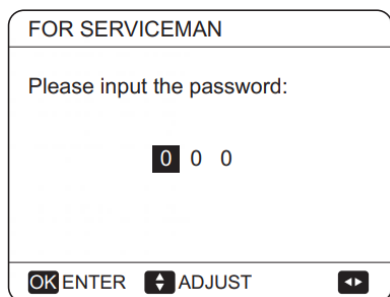 FOR SERVICEMAN
Please input the password:
0 0 0
OK ENTER ADJUST